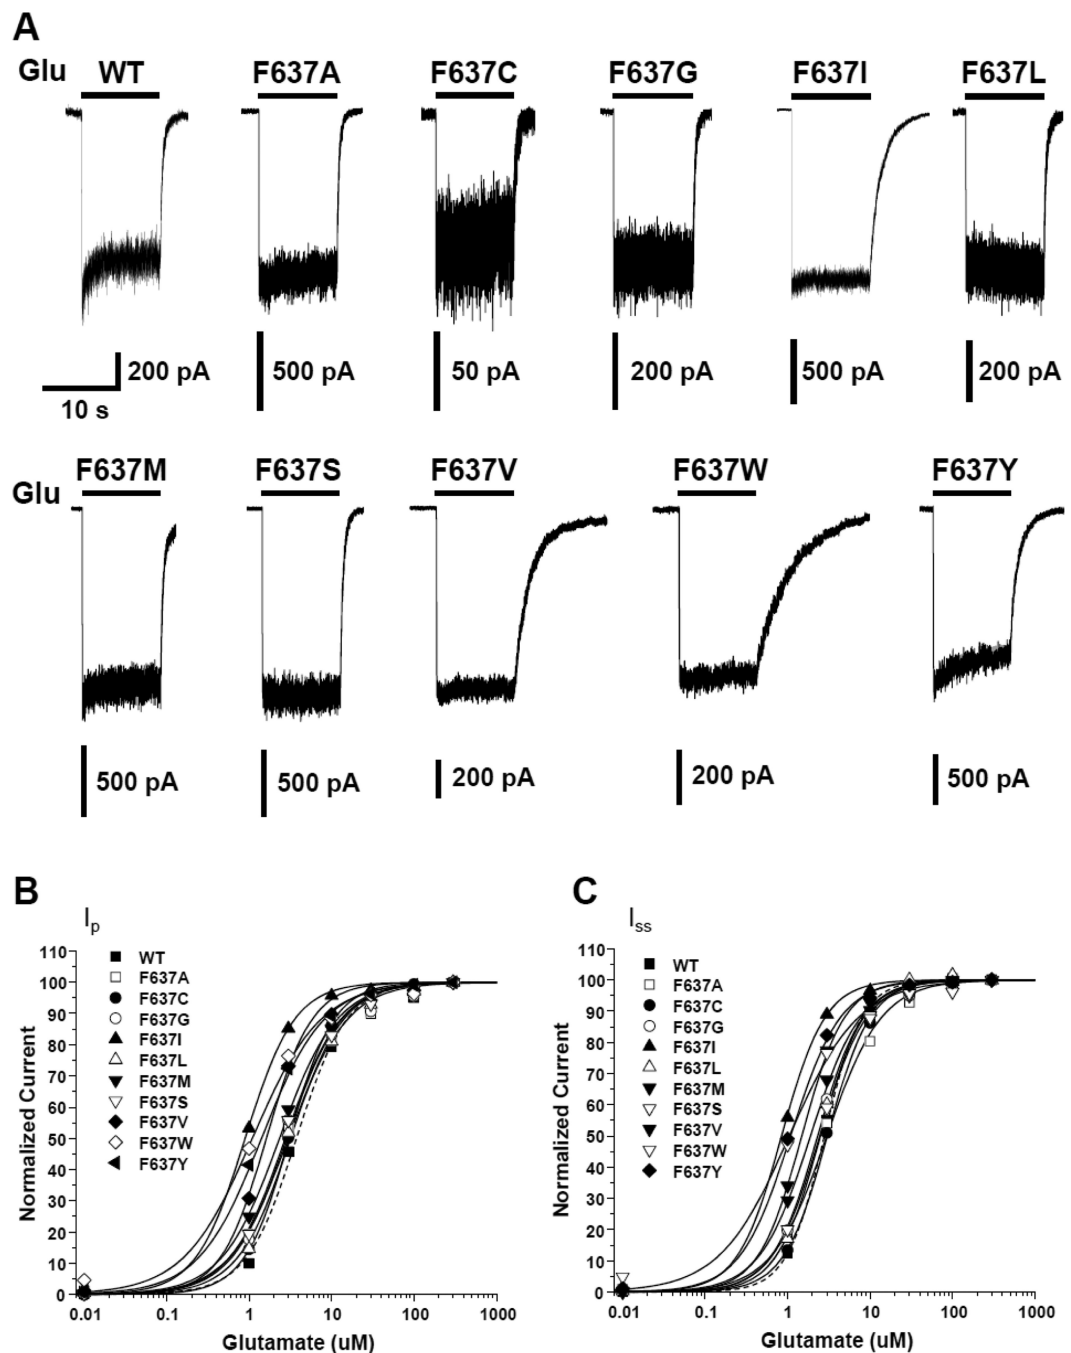 A
Glu WT F637A F637C F637G F637I F637L
200 pA 500 pA 50 pA 200 pA 500 pA 200 pA
10 s
F637M F637S F637V F637W F637Y
Glu
500 pA 500 pA 200 pA 200 pA 500 pA
B
Ip
WT
F637A
F637C
F637G
F637I
F637L
F637M
F637S
F637V
F637W
F637Y
110
100
90
80
70
60
50
40
30
20
10
0
Normalized Current
0.01 0.1 1 10 100 1000
Glutamate (uM)
C
Iss
WT
F637A
F637C
F637G
F637I
F637L
F637M
F637S
F637V
F637W
F637Y
110
100
90
80
70
60
50
40
30
20
10
0
Normalized Current
0.01 0.1 1 10 100 1000
Glutamate (uM)